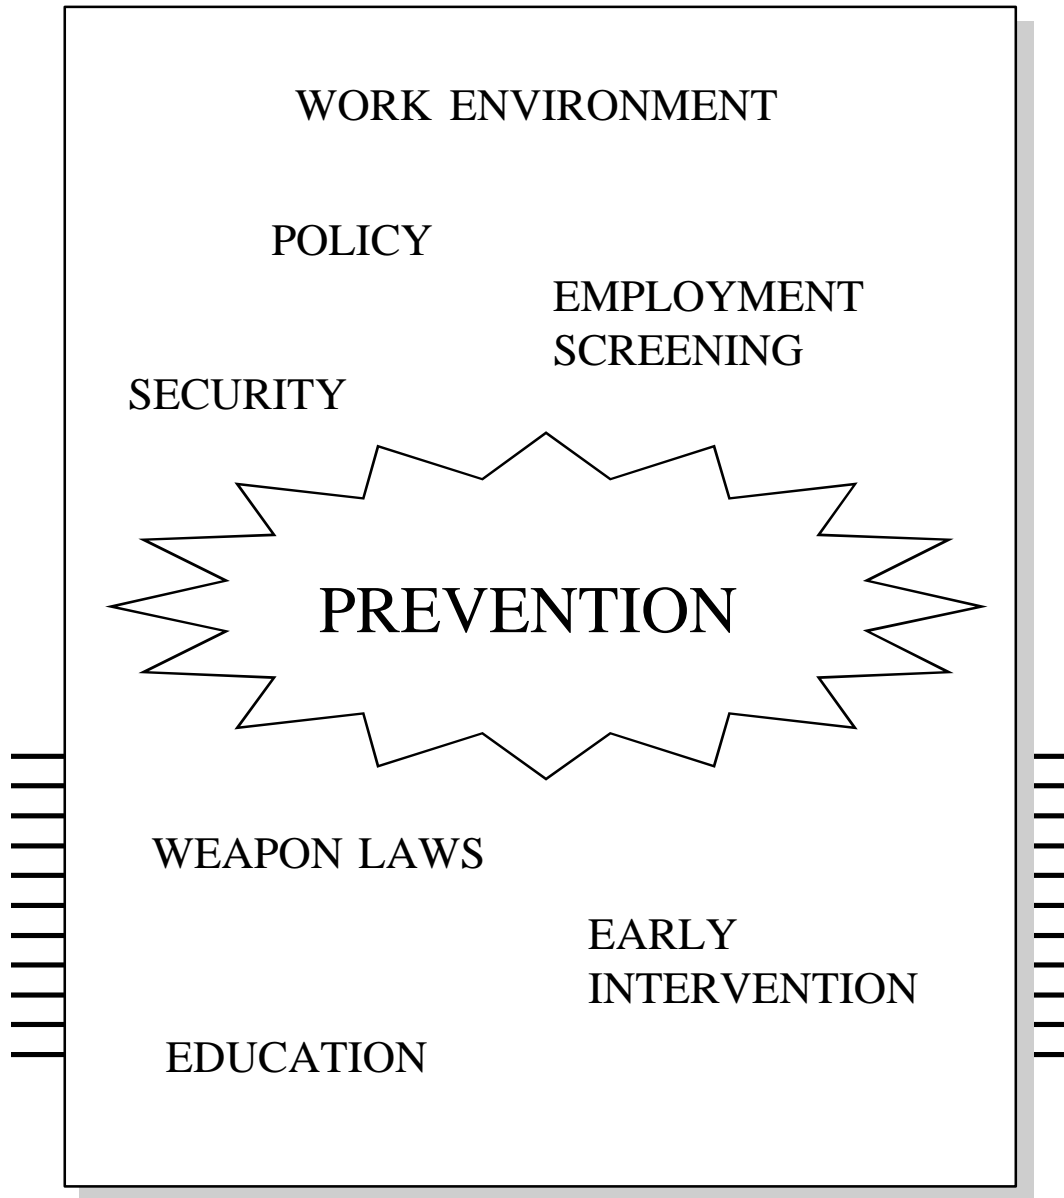 WORK ENVIRONMENT
POLICY
EMPLOYMENT
SCREENING
SECURITY
PREVENTION
WEAPON LAWS
EARLY
INTERVENTION
EDUCATION